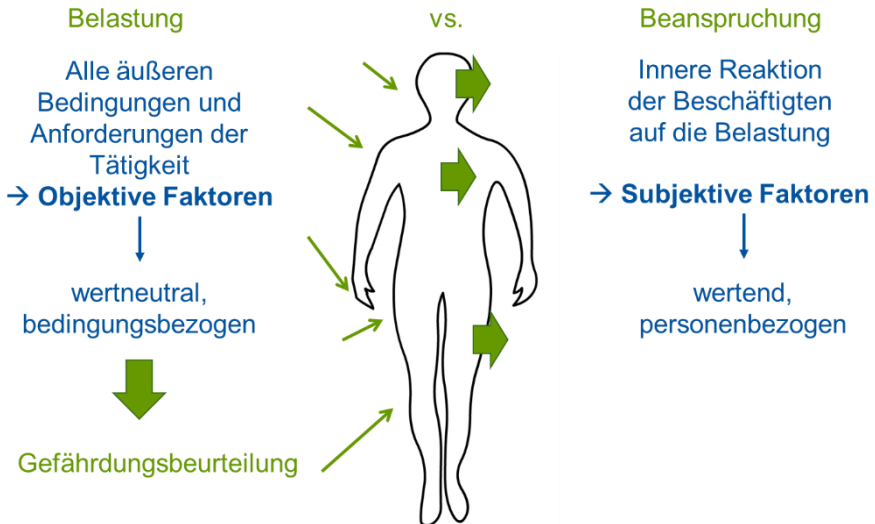 Belastung
vs.
Beanspruchung
Alle äußeren
Bedingungen und
Anforderungen der
Tätigkeit
→ Objektive Faktoren
wertneutral,
bedingungsbezogen
Gefährdungsbeurteilung
Innere Reaktion
der Beschäftigten
auf die Belastung
→ Subjektive Faktoren
wertend,
personenbezogen